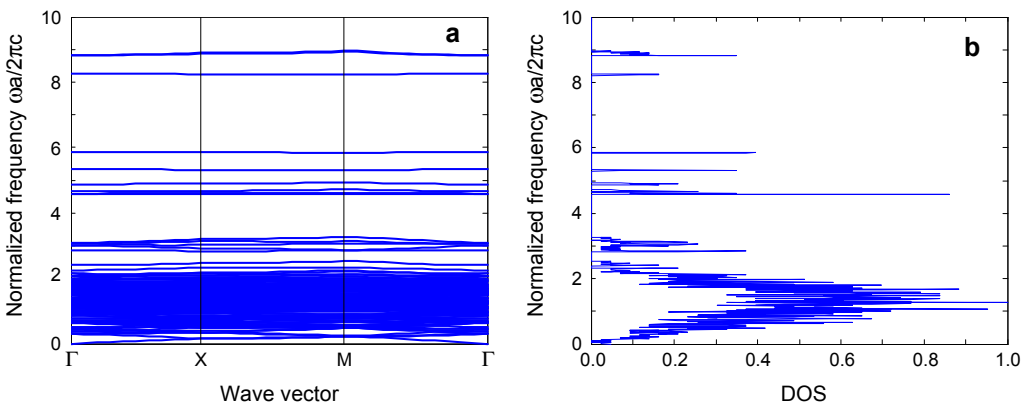 a
Normalized frequency ωa/2πc
10
8
6
4
2
0
Γ X M Γ
Wave vector
b
Normalized frequency ωa/2πc
10
8
6
4
2
0
0.0 0.2 0.4 0.6 0.8 1.0
DOS